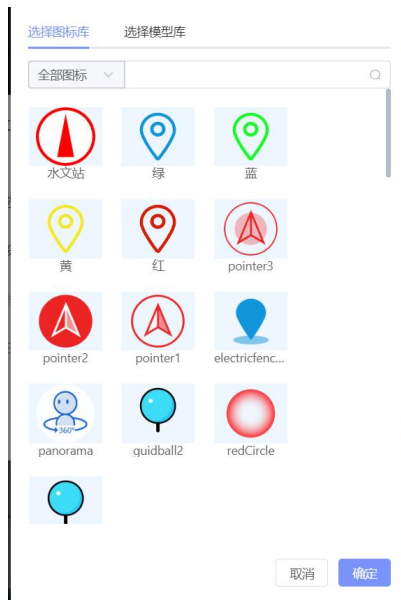 选择图标库 选择模型库
全部图标
水文站 绿 蓝
黄 红 pointer3
pointer2 pointer1 electricfenc...
360°
panorama guidball2 redCircle
取消 确定